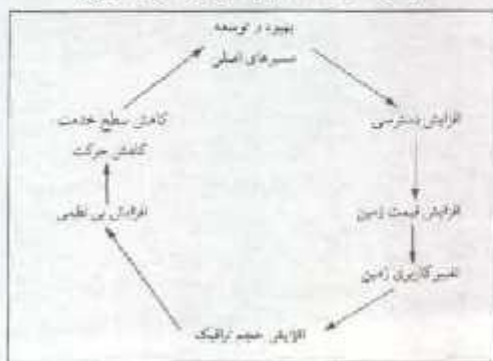 بهبود و توسعه
مسیرهای اصلی
افزایش دسترسی
افزایش قیمت زمین
تغییر کاربری زمین
افزایش حجم ترافیک
افزایش بی نظمی
کاهش سطح خدمت
کاهش حرکت